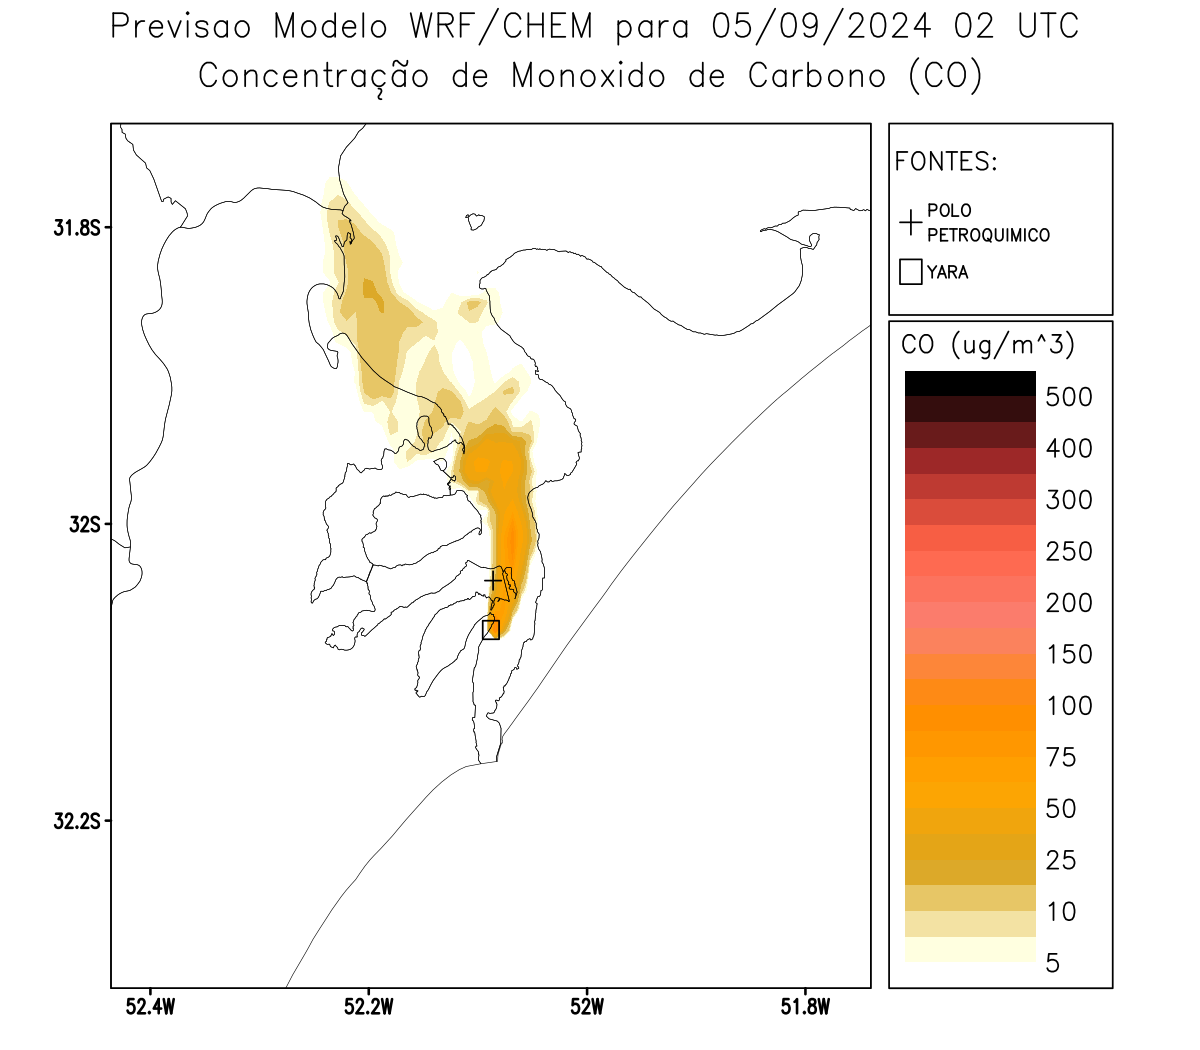 Previsao Modelo WRF/CHEM para 05/09/2024 02 UTC
Concentração de Monoxido de Carbono (CO)
FONTES:
POLO
PETROQUIMICO
YARA
31.8S
32S
32.2S
52.4W
52.2W
52W
51.8W
CO (ug/m^3)
500
400
300
250
200
150
100
75
50
25
10
5